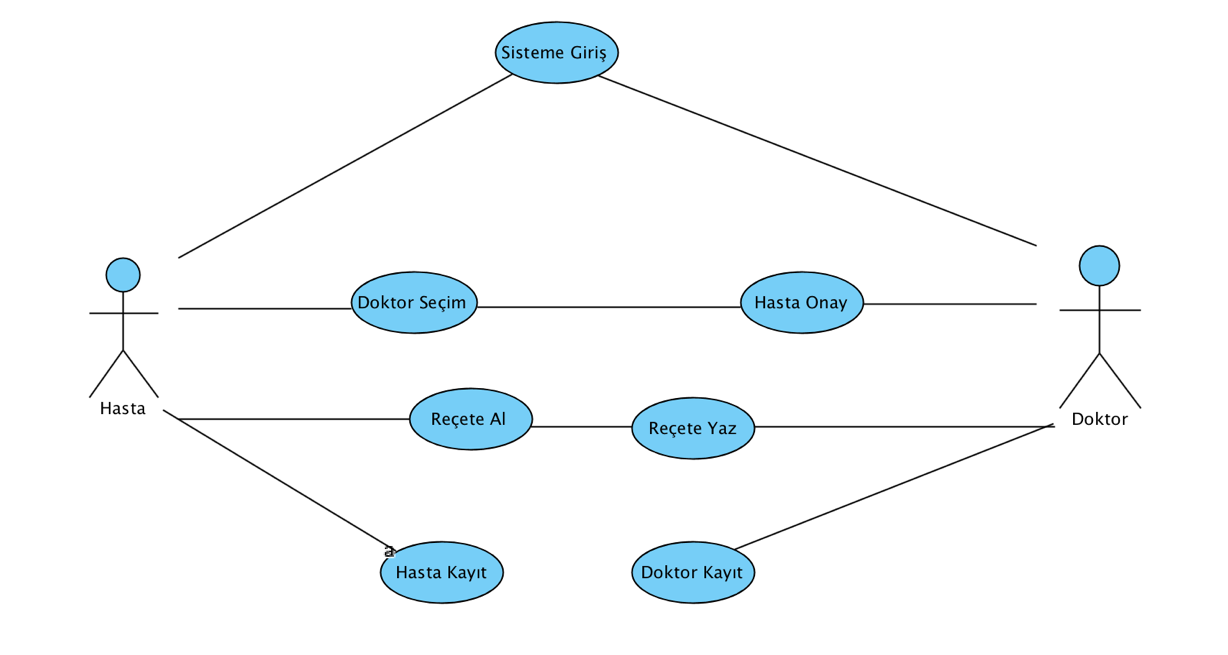 Sisteme Giriş
Doktor Seçim
Hasta Onay
Hasta
Reçete Al
Reçete Yaz
Doktor
a
Hasta Kayıt
Doktor Kayıt